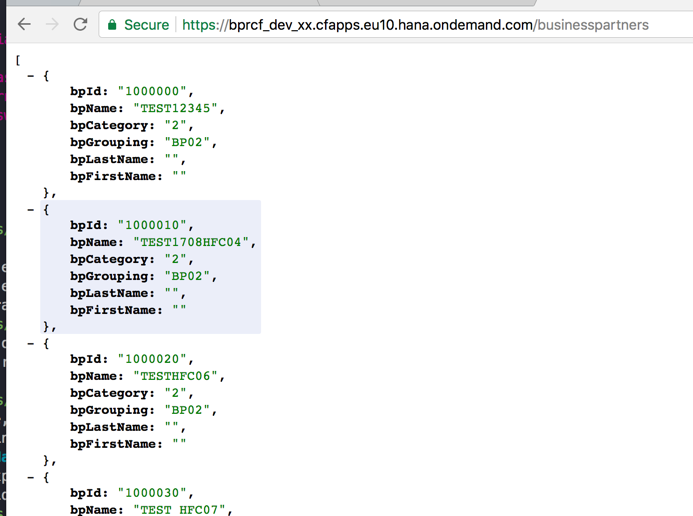 Secure https://bprcf_dev_xx.cfapps.eu10.hana.ondemand.com/businesspartners
[
- {
bpId: "1000000",
bpName: "TEST12345",
bpCategory: "2",
bpGrouping: "BP02",
bpLastName: "",
bpFirstName: ""
},
- {
bpId: "1000010",
bpName: "TEST1708HFC04",
bpCategory: "2",
bpGrouping: "BP02",
bpLastName: "",
bpFirstName: ""
},
- {
bpId: "1000020",
bpName: "TESTHFC06",
bpCategory: "2",
bpGrouping: "BP02",
bpLastName: "",
bpFirstName: ""
},
- {
bpId: "1000030",
bpName: "TEST HFC07",